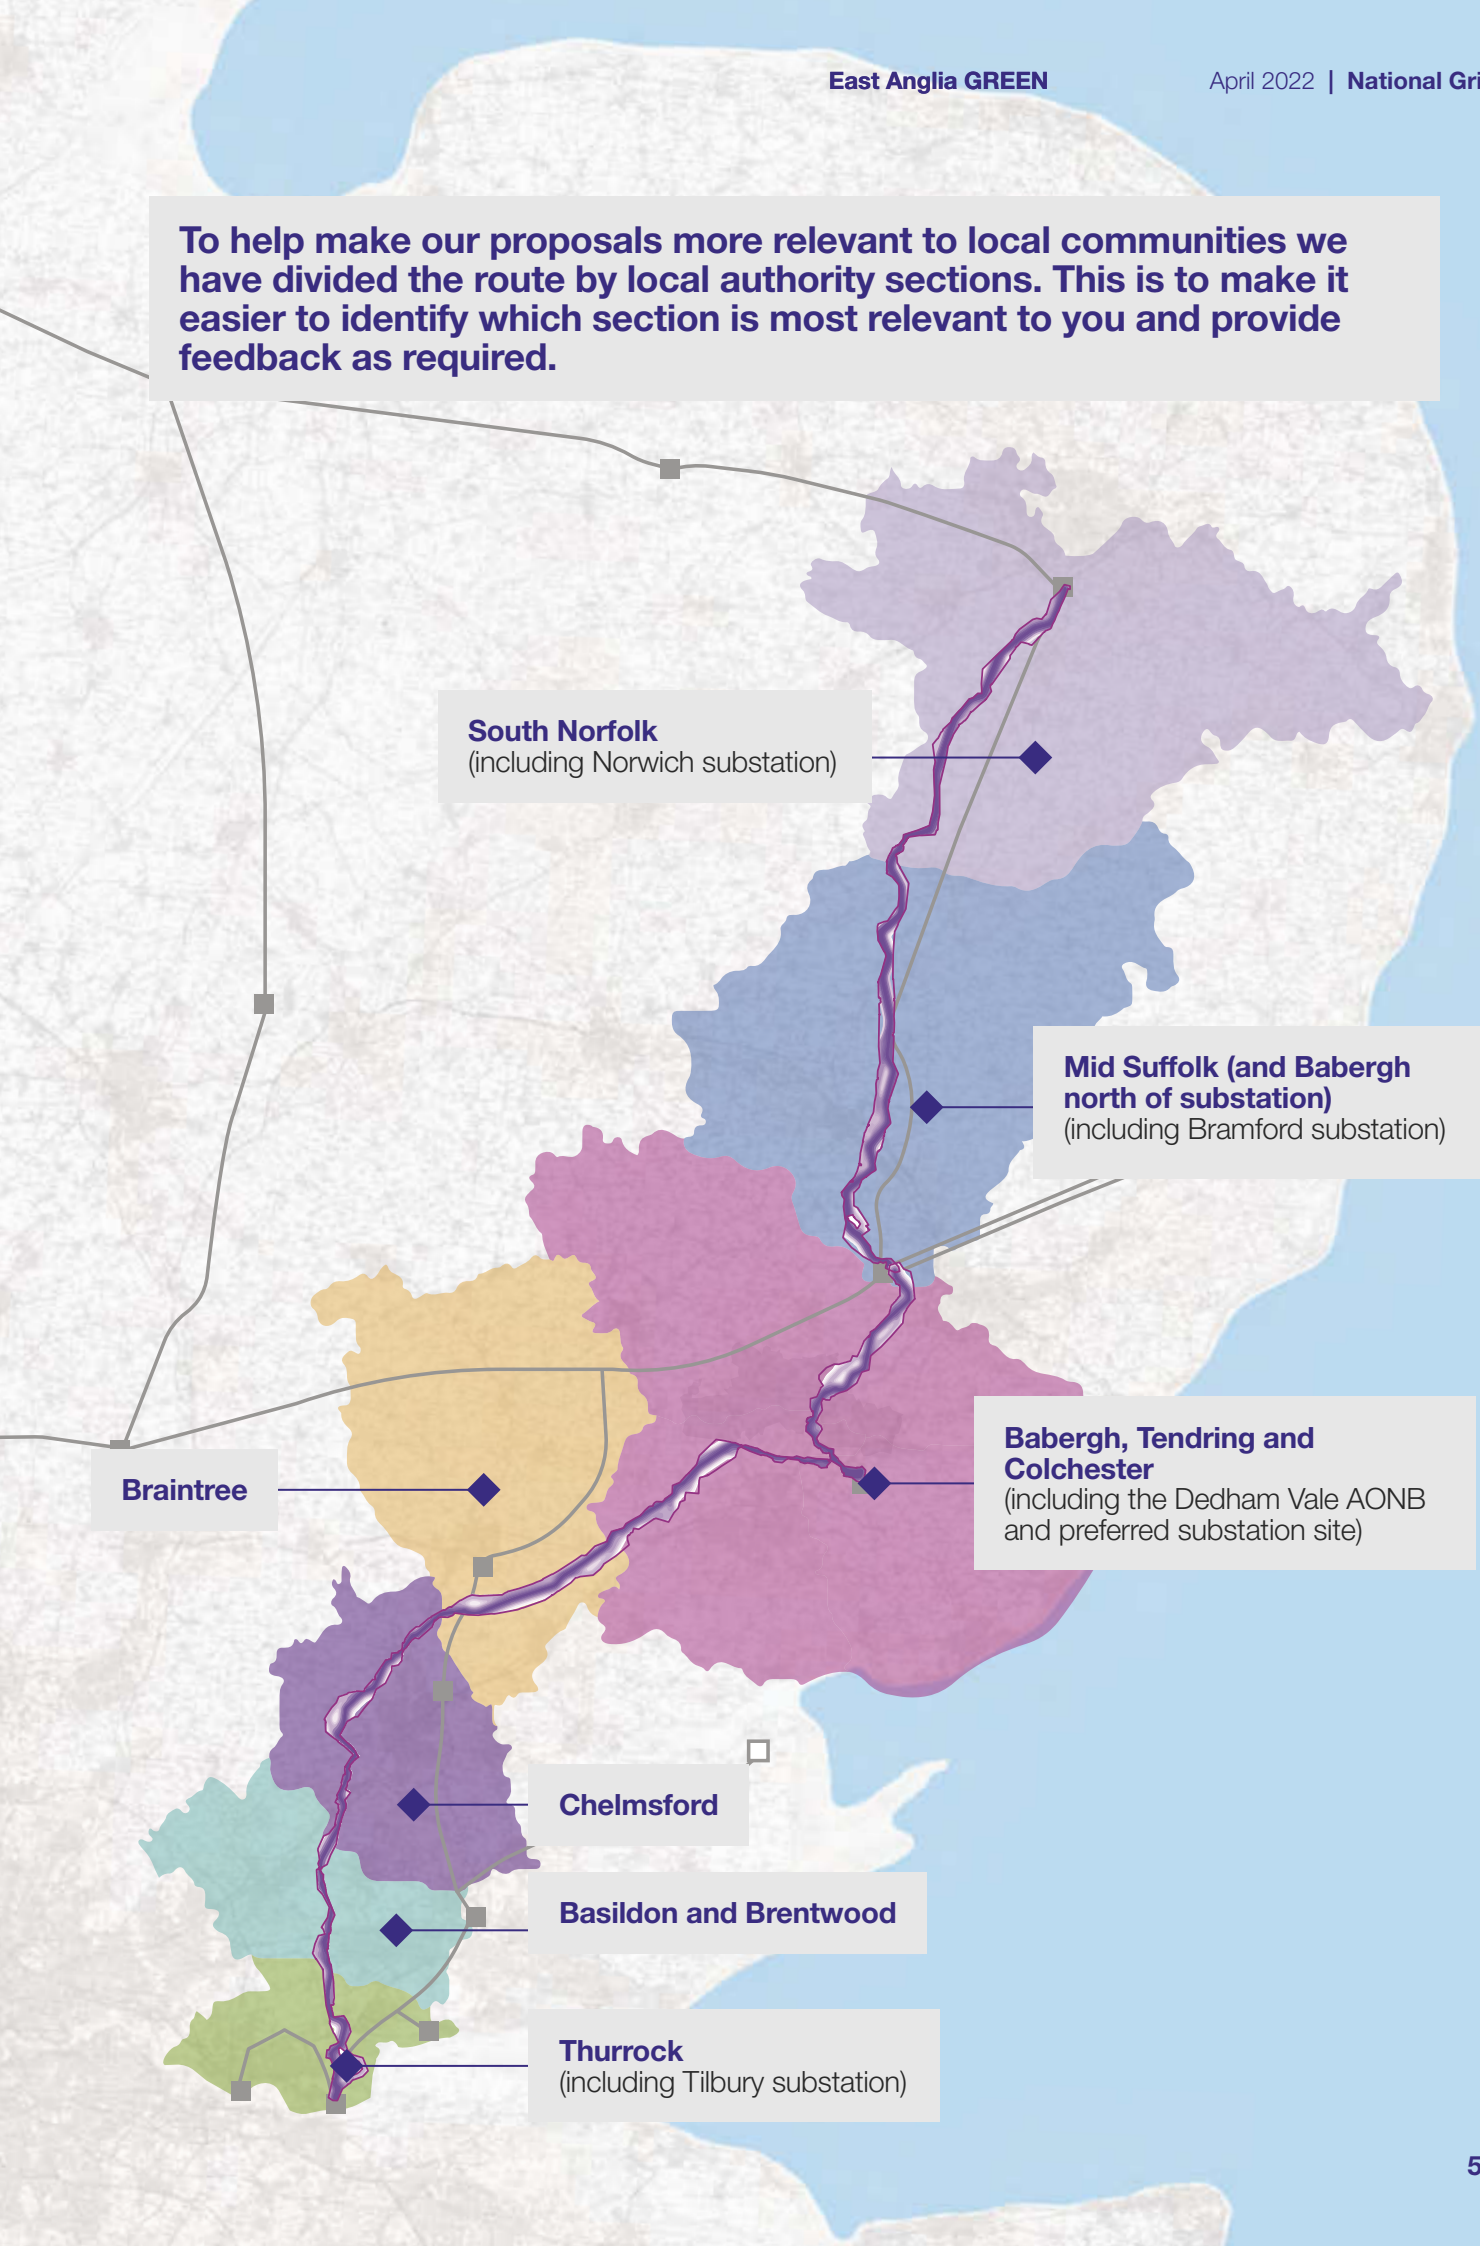 East Anglia GREEN
April 2022 | National
To help make our proposals more relevant to local communities we
have divided the route by local authority sections. This is to make it
easier to identify which section is most relevant to you and provide
feedback as required.
South Norfolk
(including Norwich substation)
Mid Suffolk (and Babergh
north of substation)
(including Bramford substation)
Babergh, Tendring and
Colchester
(including the Dedham Vale AONB
and preferred substation site)
Braintree
Chelmsford
Basildon and Brentwood
Thurrock
(including Tilbury substation)
5